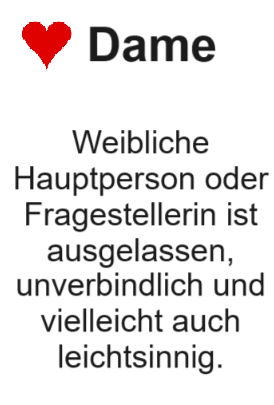 Dame
Weibliche
Hauptperson oder
Fragestellerin ist
ausgelassen,
unverbindlich und
vielleicht auch
leichtsinnig.